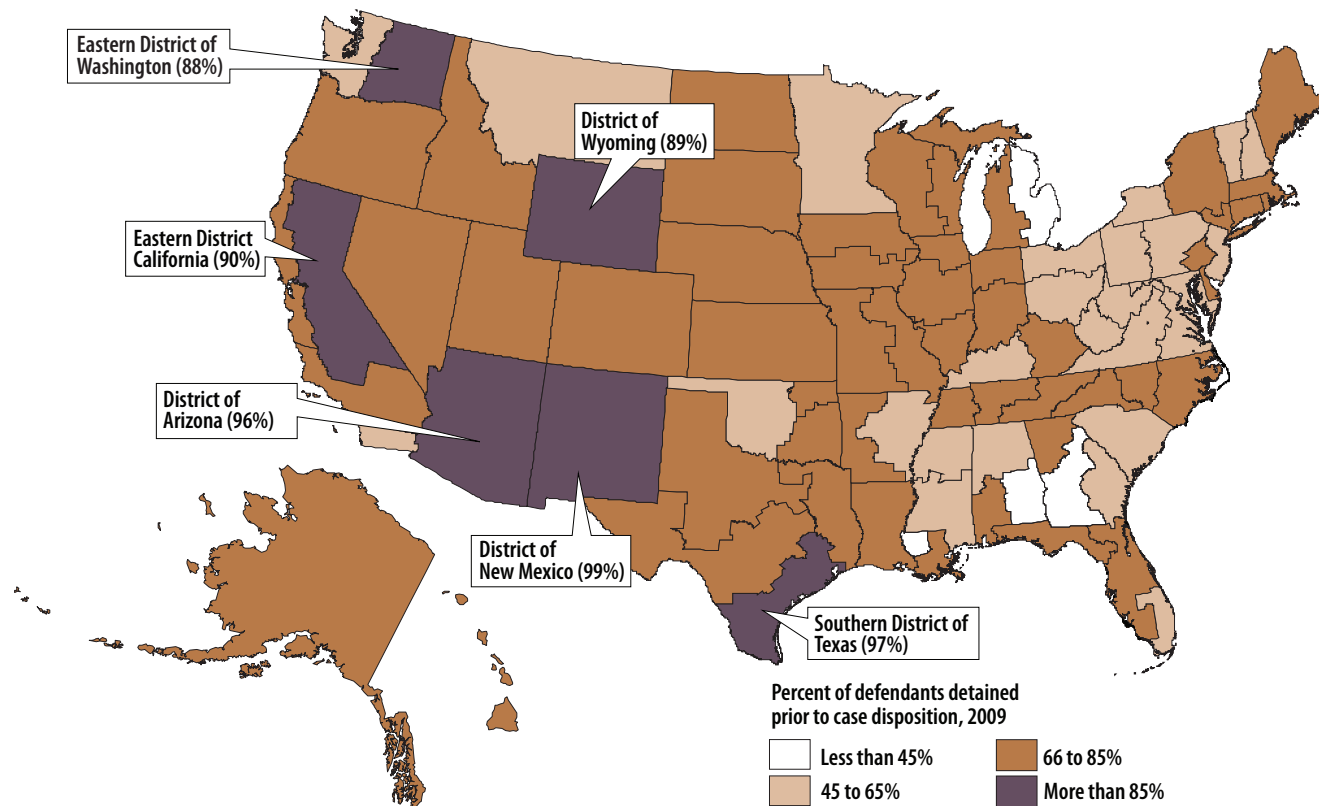 Eastern District of
Washington (88%)
District of
Wyoming (89%)
Eastern District
California (90%)
District of
Arizona (96%)
District of
New Mexico (99%)
Southern District of
Texas (97%)
Percent of defendants detained
prior to case disposition, 2009
Less than 45%
66 to 85%
45 to 65%
More than 85%